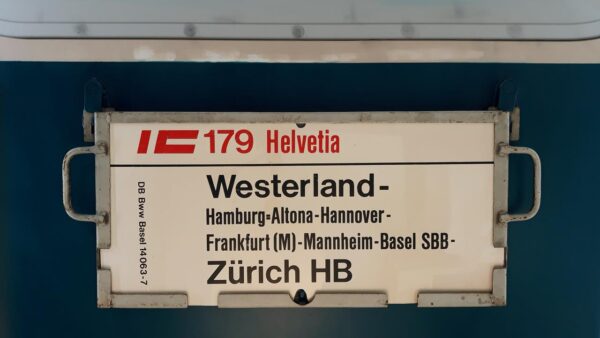 IC 179 Helvetia
Westerland-
Hamburg-Altona-Hannover-
Frankfurt (M)-Mannheim-Basel SBB-
Zürich HB
DB Bww Basel 14063-7